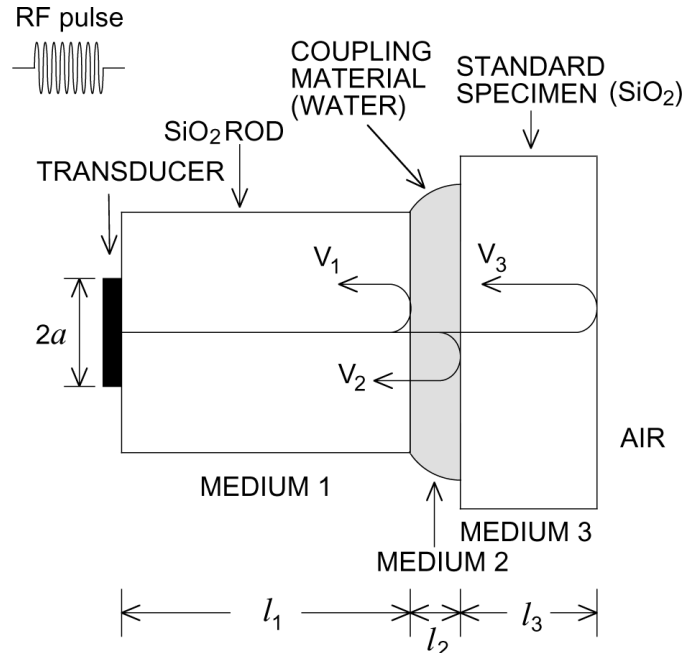 RF pulse
COUPLING
MATERIAL
(WATER)
STANDARD
SPECIMEN (SiO₂)
SiO₂ ROD
TRANSDUCER
V₁
V₃
2a
V₂
AIR
MEDIUM 1
MEDIUM 3
MEDIUM 2
l₁
l₂
l₃